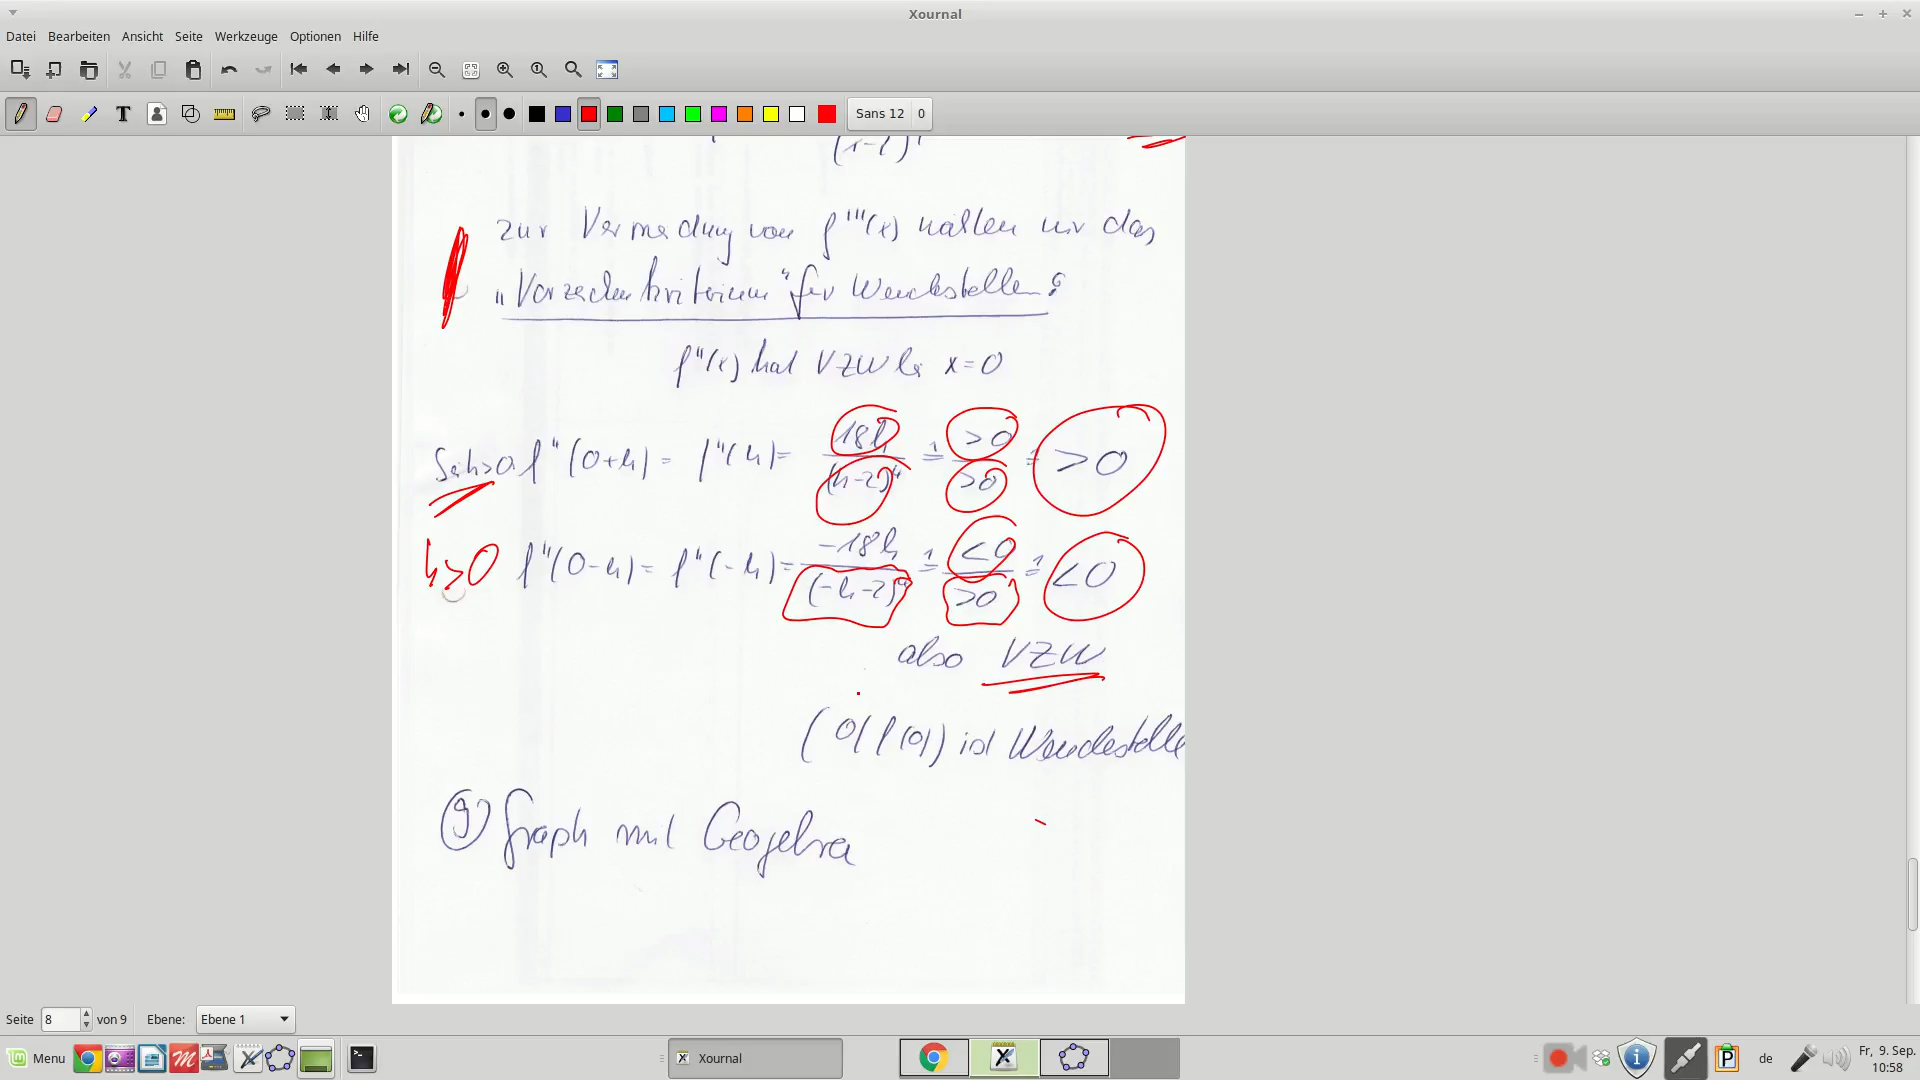 Xournal
Datei Bearbeiten Ansicht Seite Werkzeuge Optionen Hilfe
Sans 12 0
zur Vermeidung von f'''(x) wählen wir das
"Vorzeichenkriterium" für Wendestellen:
f''(x) hat VZW bei x=0
Sei h>0 f''(0+h) = f''(h) = 18h / (h-2)⁴ = >0 / >0 = >0
h>0 f''(0-h) = f''(-h) = -18h / (-h-2)⁴ = <0 / >0 = <0
also VZW
(0/f(0)) ist Wendestelle
9) Graph mit Geogebra
Seite 8 von 9 Ebene: Ebene 1
Menu Xournal de Fr, 9. Sep.
10:58